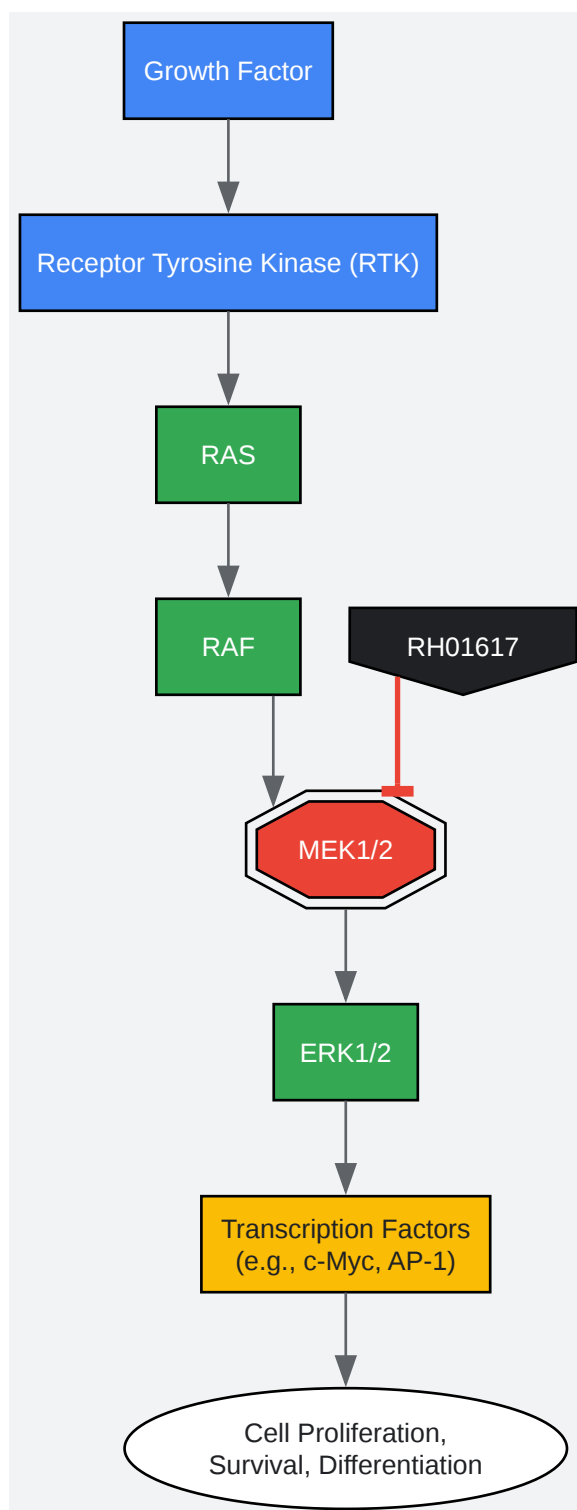 Growth Factor
Receptor Tyrosine Kinase (RTK)
RAS
RAF
RH01617
MEK1/2
ERK1/2
Transcription Factors
(e.g., c-Myc, AP-1)
Cell Proliferation,
Survival, Differentiation